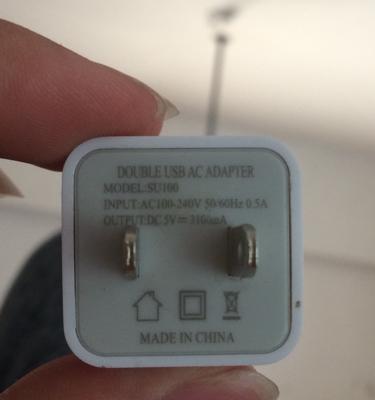 DOUBLE USB AC ADAPTER
MODEL:SU100
INPUT:AC100-240V 50/60Hz 0.5A
OUTPUT:DC 5V⎓3100mA
MADE IN CHINA